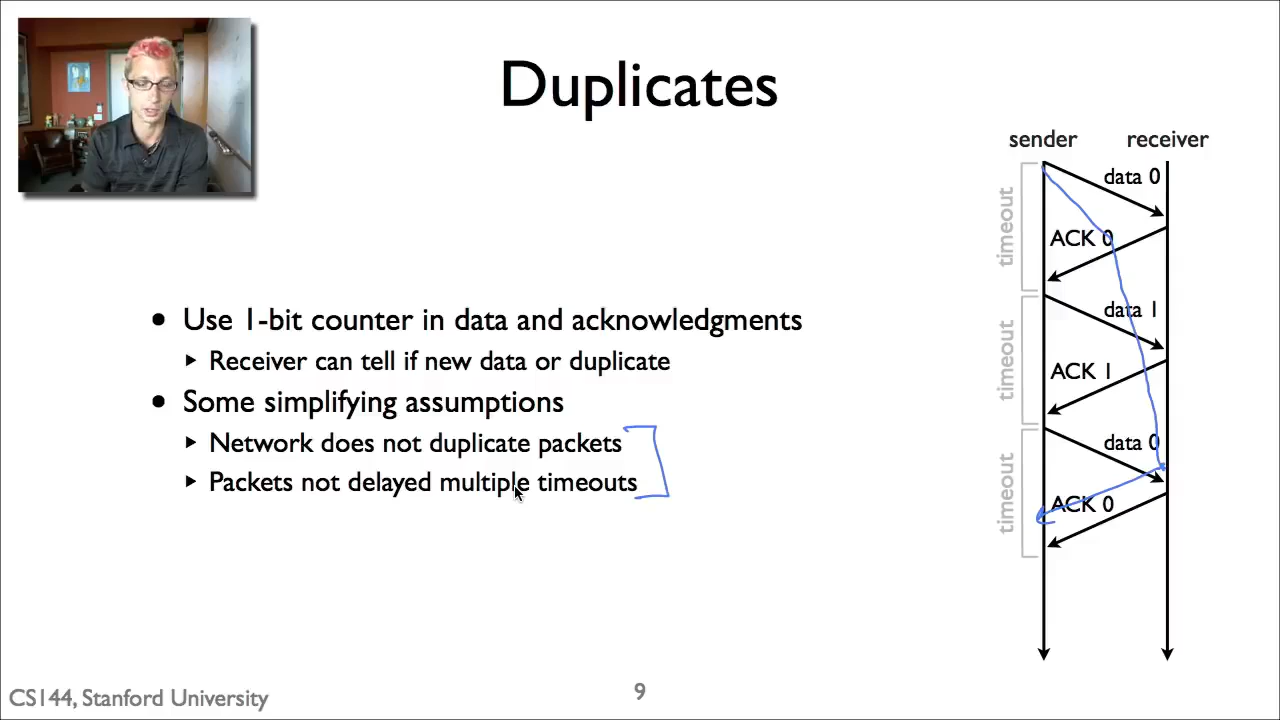 Duplicates
sender receiver
data 0
timeout
ACK 0
data 1
timeout
ACK 1
data 0
timeout
ACK 0
• Use 1-bit counter in data and acknowledgments
‣ Receiver can tell if new data or duplicate
• Some simplifying assumptions
‣ Network does not duplicate packets
‣ Packets not delayed multiple timeouts
CS144, Stanford University
9